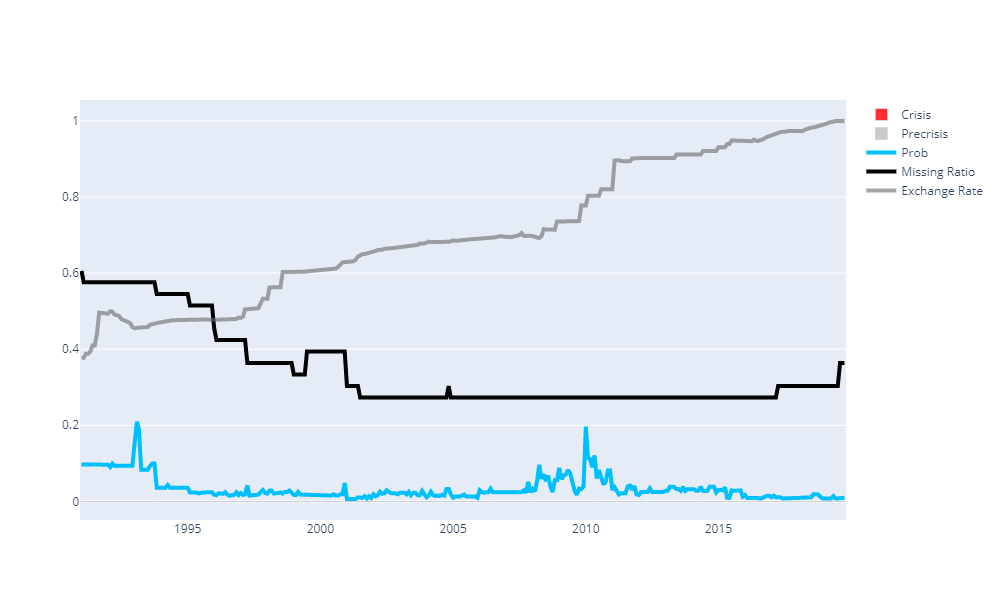 1
0.8
0.6
0.4
0.2
0
1995
2000
2005
2010
2015
Crisis
Precrisis
Prob
Missing Ratio
Exchange Rate